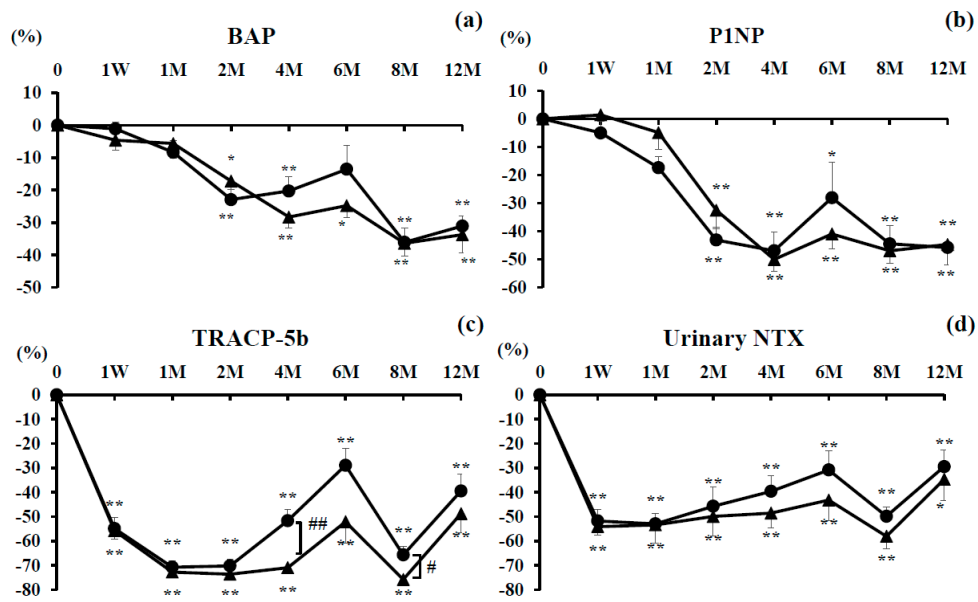 (a)
(%) BAP
0 1W 1M 2M 4M 6M 8M 12M
10
0
-10
-20
-30
-40
-50
* ** ** ** * ** ** ** **
(b)
(%) P1NP
0 1W 1M 2M 4M 6M 8M 12M
10
0
-10
-20
-30
-40
-50
-60
** ** ** ** * ** ** ** ** **
(c)
(%) TRACP-5b
0 1W 1M 2M 4M 6M 8M 12M
0
-10
-20
-30
-40
-50
-60
-70
-80
** ** ** ** ** ** ** ** ** ** ** ** ** **
##
#
(d)
(%) Urinary NTX
0 1W 1M 2M 4M 6M 8M 12M
0
-10
-20
-30
-40
-50
-60
-70
-80
** ** ** ** ** ** ** ** ** ** ** ** ** *